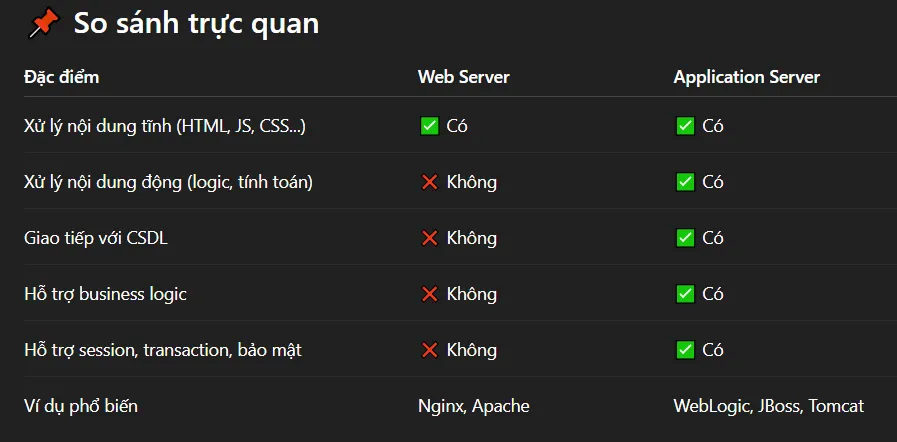 📌 So sánh trực quan
Đặc điểm Web Server Application Server
Xử lý nội dung tĩnh (HTML, JS, CSS...) ✅ Có ✅ Có
Xử lý nội dung động (logic, tính toán) ❌ Không ✅ Có
Giao tiếp với CSDL ❌ Không ✅ Có
Hỗ trợ business logic ❌ Không ✅ Có
Hỗ trợ session, transaction, bảo mật ❌ Không ✅ Có
Ví dụ phổ biến Nginx, Apache WebLogic, JBoss, Tomcat